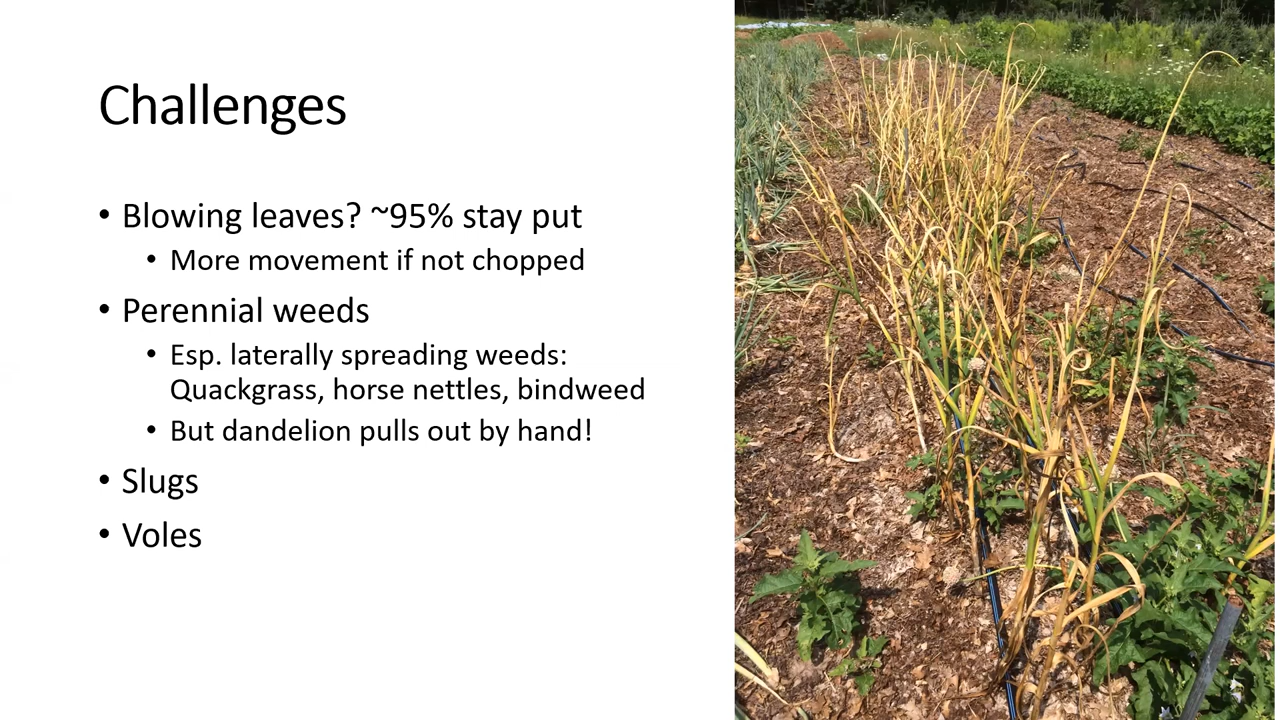 Challenges
• Blowing leaves? ~95% stay put
• More movement if not chopped
• Perennial weeds
• Esp. laterally spreading weeds:
Quackgrass, horse nettles, bindweed
• But dandelion pulls out by hand!
• Slugs
• Voles